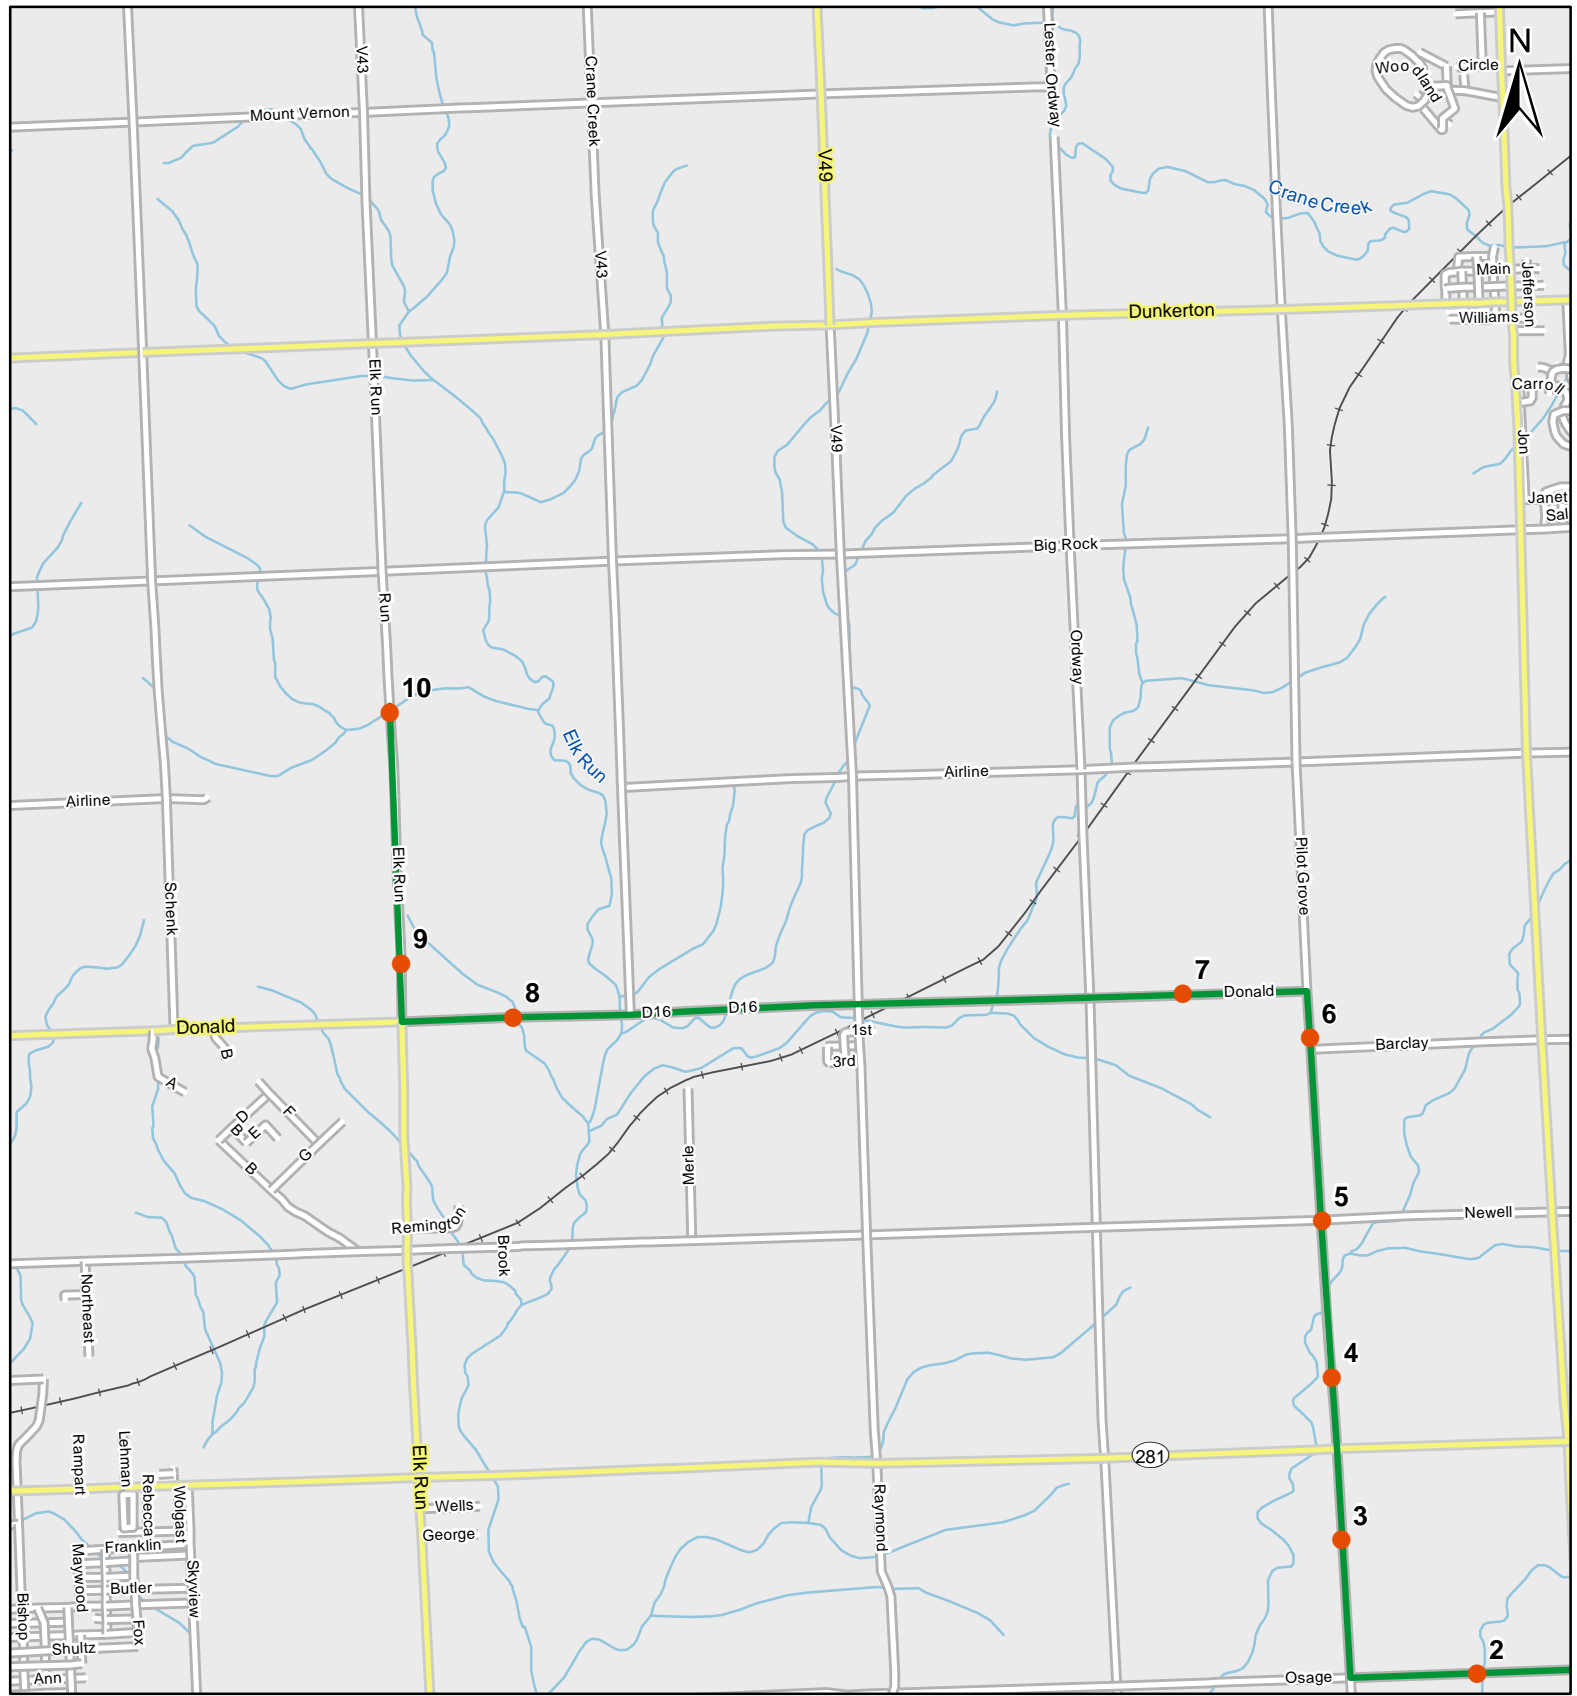 N
V43
Crane Creek
Lester Ordway
Woodland
Circle
Mount Vernon
V49
Crane Creek
V43
Main
Jefferson
Dunkerton
Williams
Elk Run
Carroll
V49
Jon
Janet
Sal
Big Rock
Run
Ordway
10
Elk Run
Airline
Airline
Pilot Grove
Elk Run
Schenk
9
8
7
Donald
D16
D16
6
Donald
1st
B
Barclay
3rd
A
D
F
B
E
G
B
Merle
5
Newell
Remington
Brook
Northeast
4
281
Elk Run
Lehman
Rampart
Rebecca
Wolgast
Wells
Raymond
3
George
Franklin
Maywood
Skyview
Butler
Bishop
Fox
Shultz
2
Ann
Osage